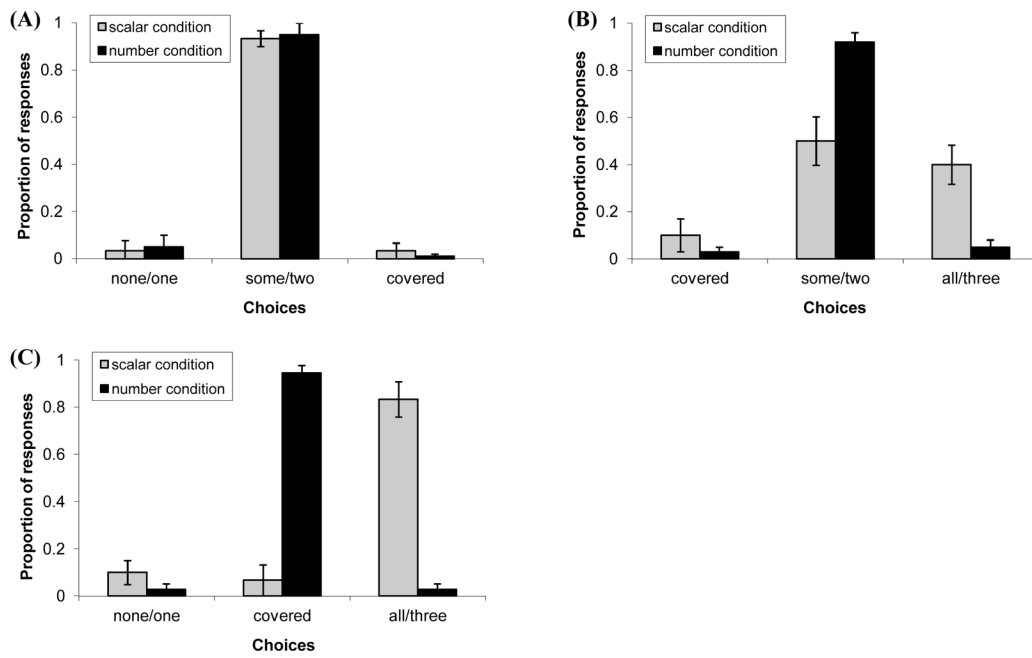 (A)
scalar condition
number condition
Proportion of responses
1
0.8
0.6
0.4
0.2
0
none/one some/two covered
Choices
(B)
scalar condition
number condition
Proportion of responses
1
0.8
0.6
0.4
0.2
0
covered some/two all/three
Choices
(C)
scalar condition
number condition
Proportion of responses
1
0.8
0.6
0.4
0.2
0
none/one covered all/three
Choices